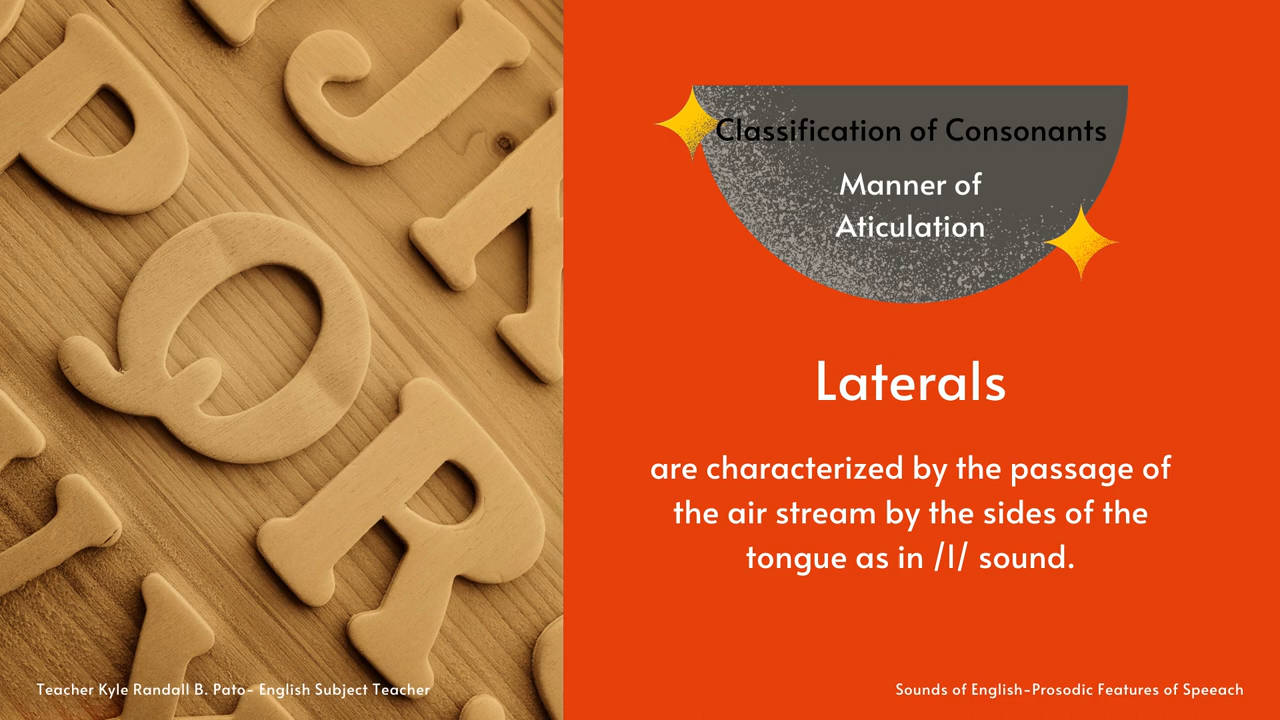 Classification of Consonants
Manner of
Aticulation
Laterals
are characterized by the passage of
the air stream by the sides of the
tongue as in /l/ sound.
Teacher Kyle Randall B. Pato- English Subject Teacher
Sounds of English-Prosodic Features of Speeach
P
J
A
Q
R